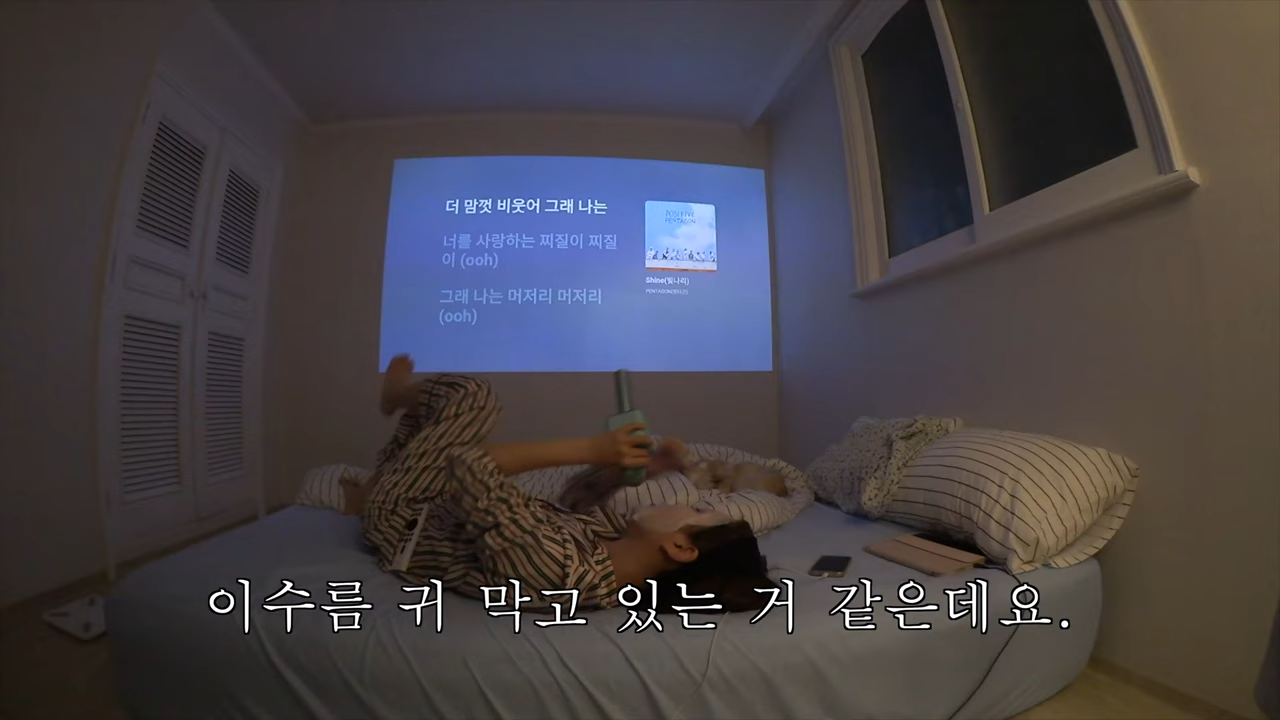 더 맘껏 비웃어 그래 나는
너를 사랑하는 찌질이 찌질
이 (ooh)
그래 나는 머저리 머저리
(ooh)
POSITIVE
PENTAGON
Shine(빛나리)
이수름 귀 막고 있는 거 같은데요.